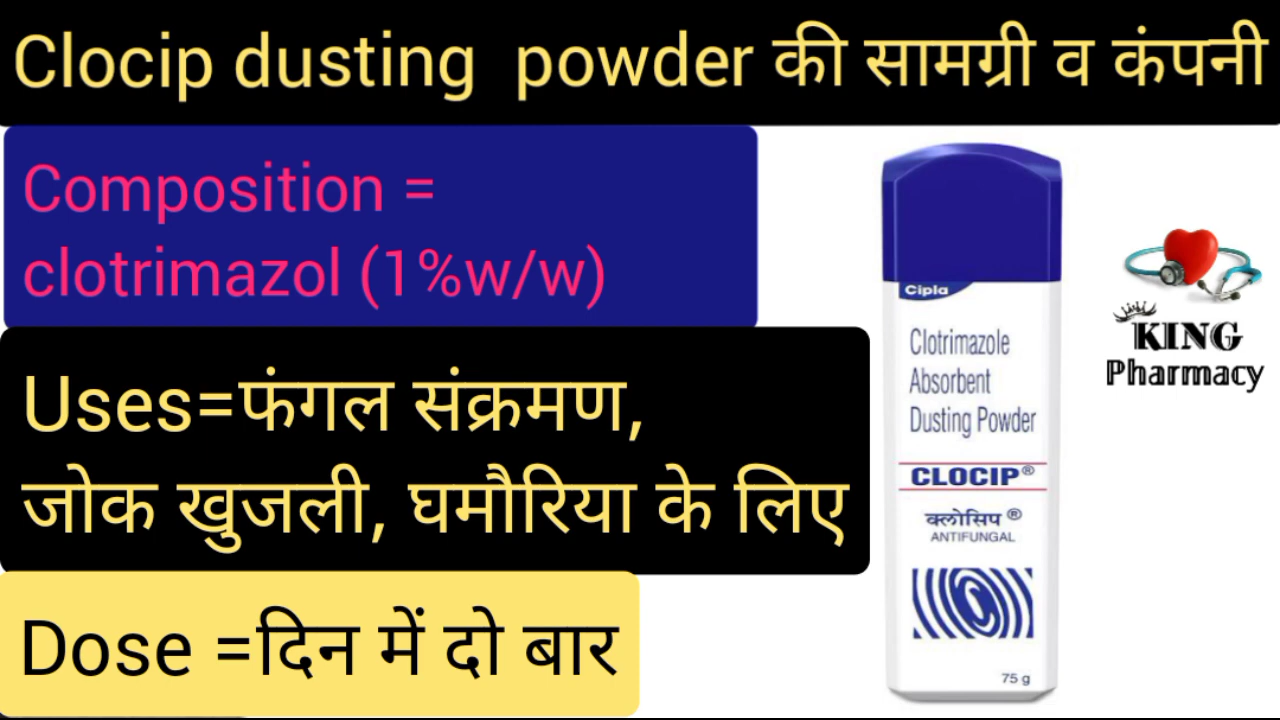 Clocip dusting powder की सामग्री व कंपनी
Composition =
clotrimazol (1%w/w)
Uses=फंगल संक्रमण,
जोक खुजली, घमौरिया के लिए
Dose =दिन में दो बार
Cipla
Clotrimazole
Absorbent
Dusting Powder
CLOCIP®
क्लोसिप ®
ANTIFUNGAL
75 g
KING
Pharmacy